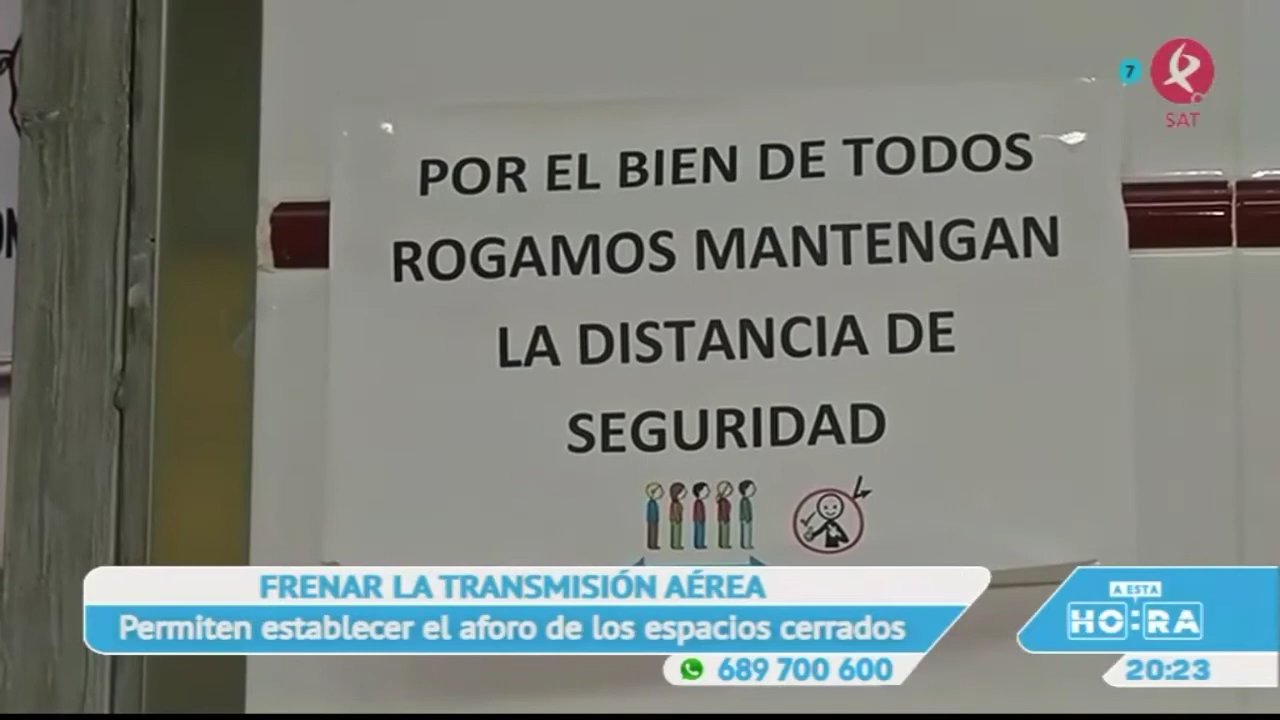 7
SAT
POR EL BIEN DE TODOS
ROGAMOS MANTENGAN
LA DISTANCIA DE
SEGURIDAD
FRENAR LA TRANSMISIÓN AÉREA
Permiten establecer el aforo de los espacios cerrados
689 700 600
A ESTA
HO:RA
20:23